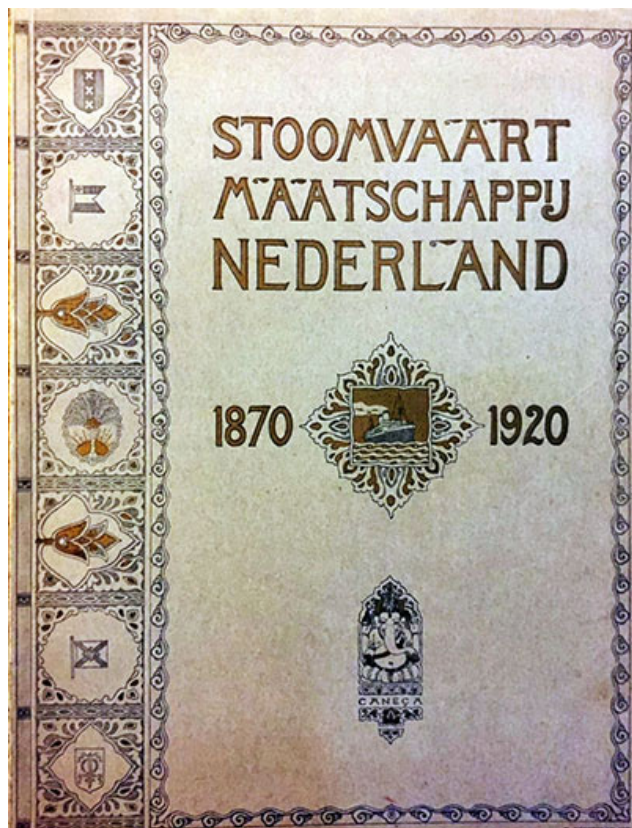 STOOMVAART
MAATSCHAPPIJ
NEDERLAND
1870 1920
GANEÇA